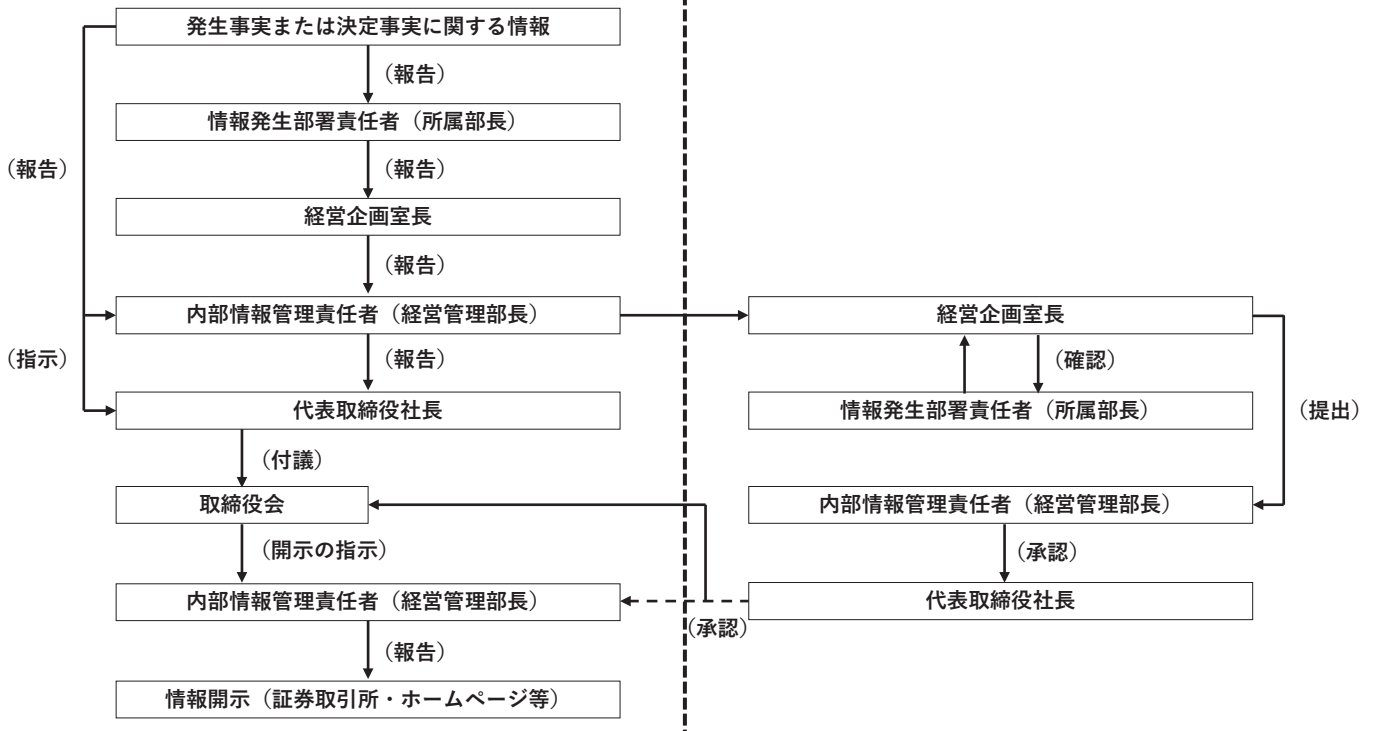 発生事実または決定事実に関する情報
（報告）
情報発生部署責任者（所属部長）
（報告）
（報告）
経営企画室長
（報告）
内部情報管理責任者（経営管理部長）
（指示）
（報告）
代表取締役社長
（付議）
取締役会
（開示の指示）
内部情報管理責任者（経営管理部長）
（報告）
情報開示（証券取引所・ホームページ等）
経営企画室長
（確認）
情報発生部署責任者（所属部長）
（提出）
内部情報管理責任者（経営管理部長）
（承認）
代表取締役社長
（承認）